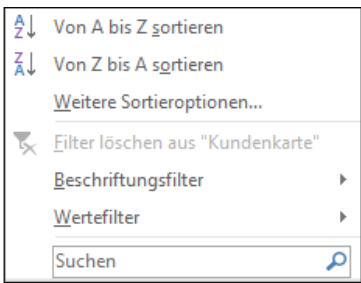 Von A bis Z sortieren
Von Z bis A sortieren
Weitere Sortieroptionen...
Filter löschen aus "Kundenkarte"
Beschriftungsfilter
Wertefilter
Suchen